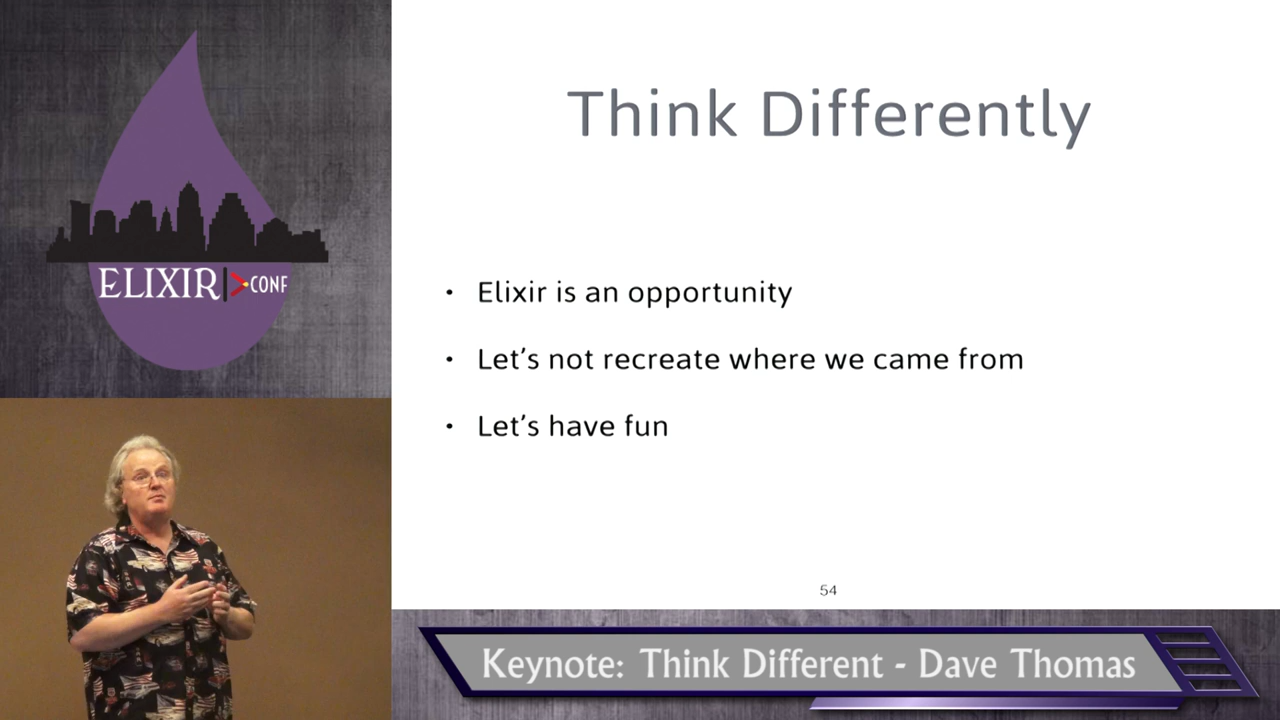 ELIXIR|> CONF
Think Differently
• Elixir is an opportunity
• Let’s not recreate where we came from
• Let’s have fun
54
Keynote: Think Different - Dave Thomas